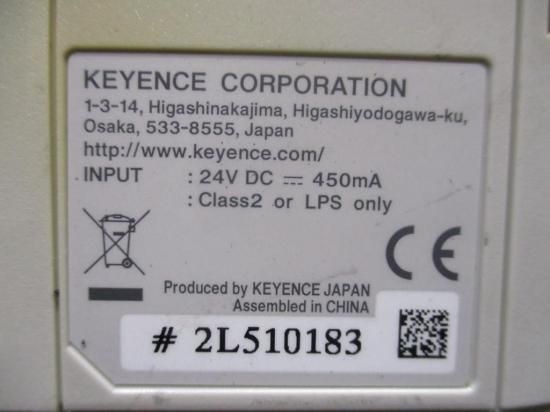 KEYENCE CORPORATION
1-3-14, Higashinakajima, Higashiyodogawa-ku,
Osaka, 533-8555, Japan
http://www.keyence.com/
INPUT : 24V DC ⎓ 450mA
: Class2 or LPS only
CE
Produced by KEYENCE JAPAN
Assembled in CHINA
# 2L510183